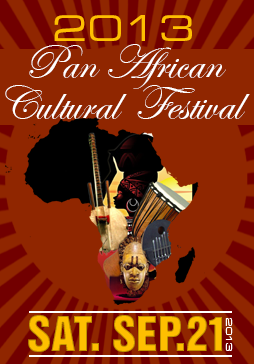 2013
Pan African
Cultural Festival
SAT. SEP.21
2013